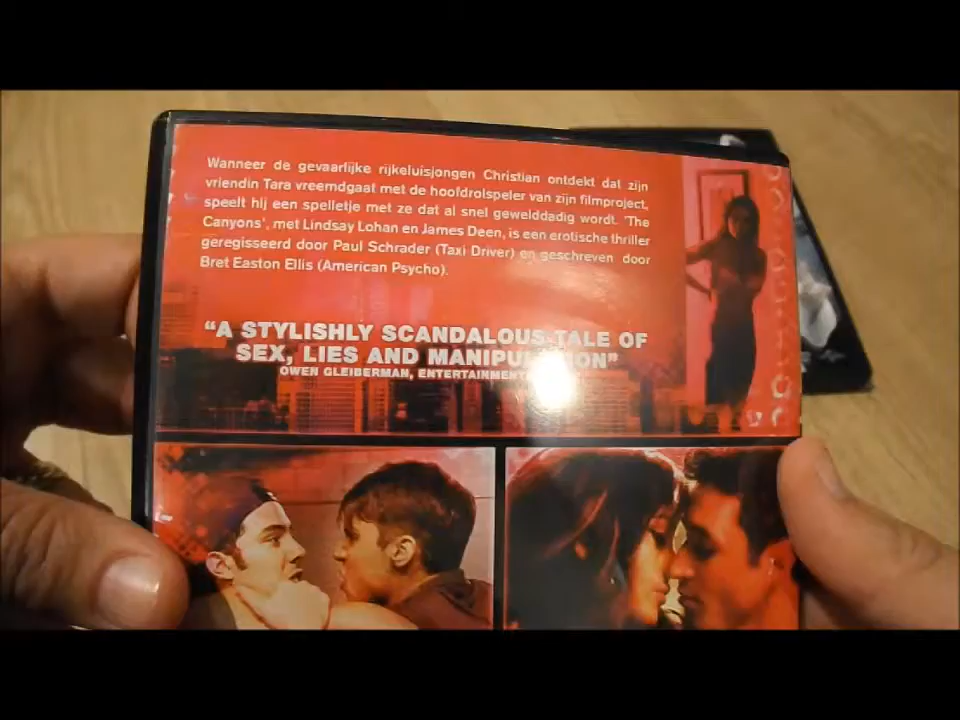 Wanneer de gevaarlijke rijkeluisjongen Christian ontdekt dat zijn
vriendin Tara vreemdgaat met de hoofdrolspeler van zijn filmproject,
speelt hij een spelletje met ze dat al snel gewelddadig wordt. 'The
Canyons', met Lindsay Lohan en James Deen, is een erotische thriller
geregisseerd door Paul Schrader (Taxi Driver) en geschreven door
Bret Easton Ellis (American Psycho).
“A STYLISHLY SCANDALOUS TALE OF
SEX, LIES AND
OWEN GLEIBERMAN, ENTERTAINMENT